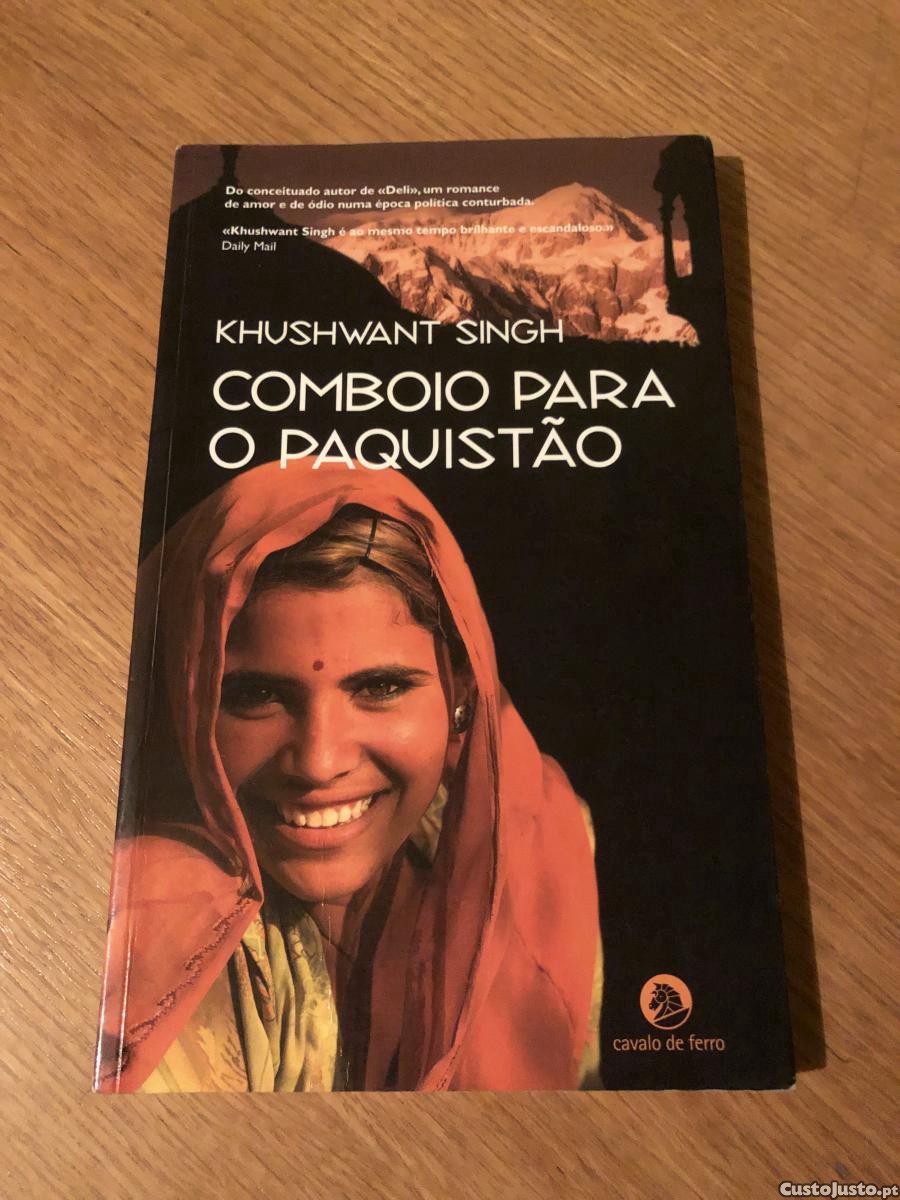 Do conceituado autor de «Deli», um romance
de amor e de ódio numa época política conturbada.
«Khushwant Singh é ao mesmo tempo brilhante e escandaloso.»
Daily Mail
KHUSHWANT SINGH
COMBOIO PARA
O PAQUISTÃO
cavalo de ferro
CustoJusto.pt